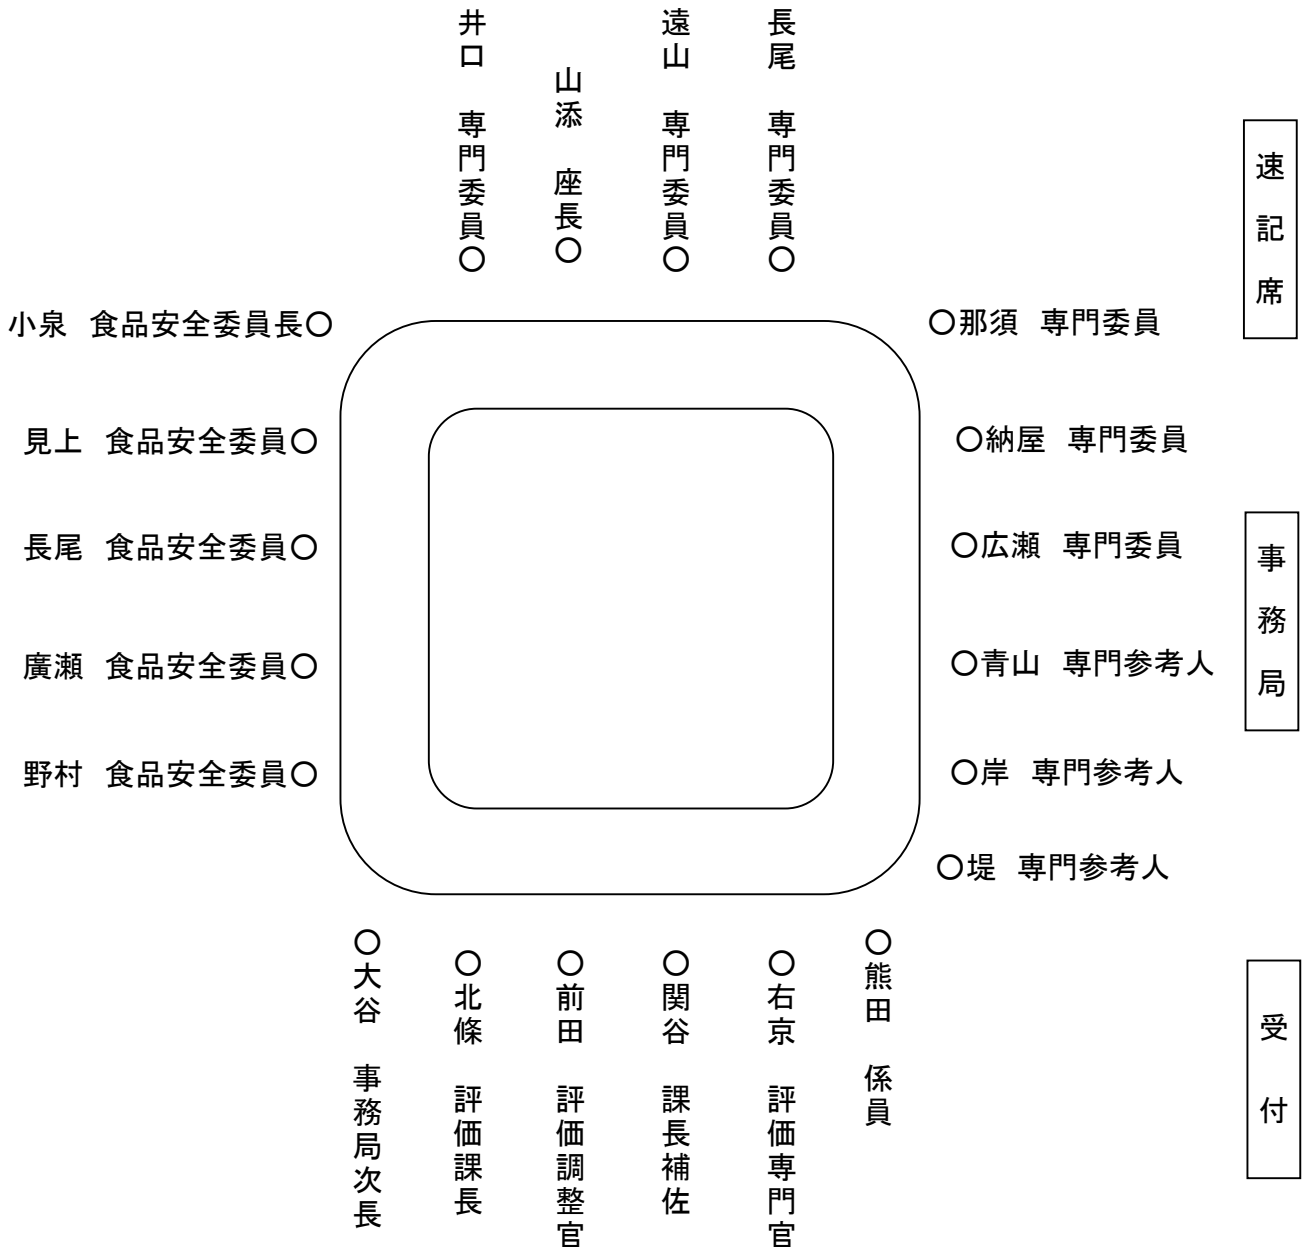 井口　専門委員○
山添　座長○
遠山　専門委員○
長尾　専門委員○
小泉　食品安全委員長○
見上　食品安全委員○
長尾　食品安全委員○
廣瀬　食品安全委員○
野村　食品安全委員○
○那須　専門委員
○納屋　専門委員
○広瀬　専門委員
○青山　専門参考人
○岸　専門参考人
○堤　専門参考人
○大谷　事務局次長
○北條　評価課長
○前田　評価調整官
○関谷　課長補佐
○右京　評価専門官
○熊田　係員
速記席
事務局
受付